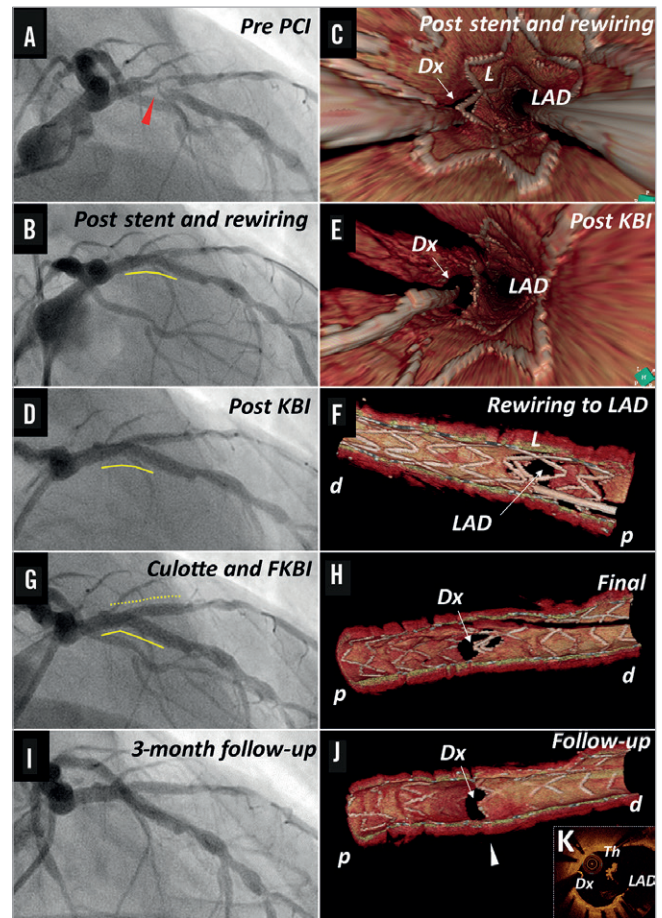 A
Pre PCI
B
Post stent and rewiring
D
Post KBI
G
Culotte and FKBI
I
3-month follow-up
C
Post stent and rewiring
Dx
L
LAD
E
Post KBI
Dx
LAD
F
Rewiring to LAD
L
d
LAD
p
H
Final
Dx
p
d
J
Follow-up
Dx
p
d
K
Th
Dx
LAD